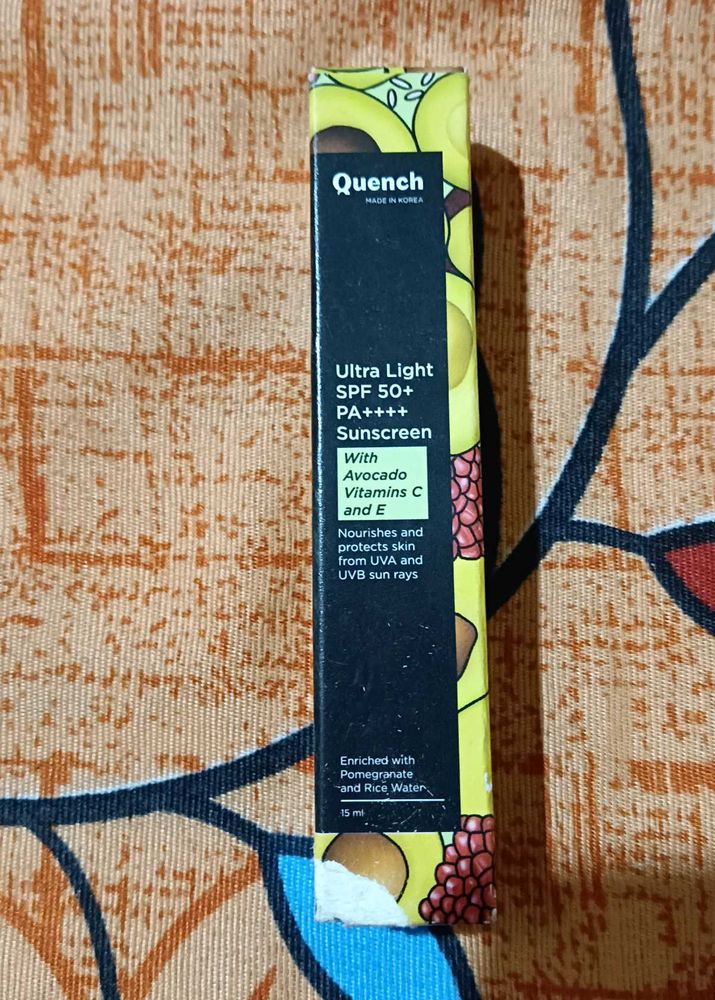 Quench
MADE IN KOREA
Ultra Light
SPF 50+
PA++++
Sunscreen
With
Avocado
Vitamins C
and E
Nourishes and
protects skin
from UVA and
UVB sun rays
Enriched with
Pomegranate
and Rice Water
15 ml